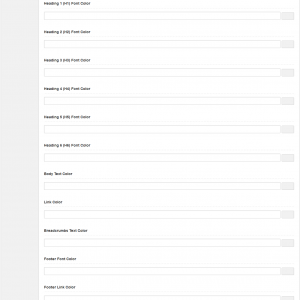 Heading 1 (H1) Font Color
Heading 2 (H2) Font Color
Heading 3 (H3) Font Color
Heading 4 (H4) Font Color
Heading 5 (H5) Font Color
Heading 6 (H6) Font Color
Body Text Color
Link Color
Breadcrumbs Text Color
Footer Font Color
Footer Link Color